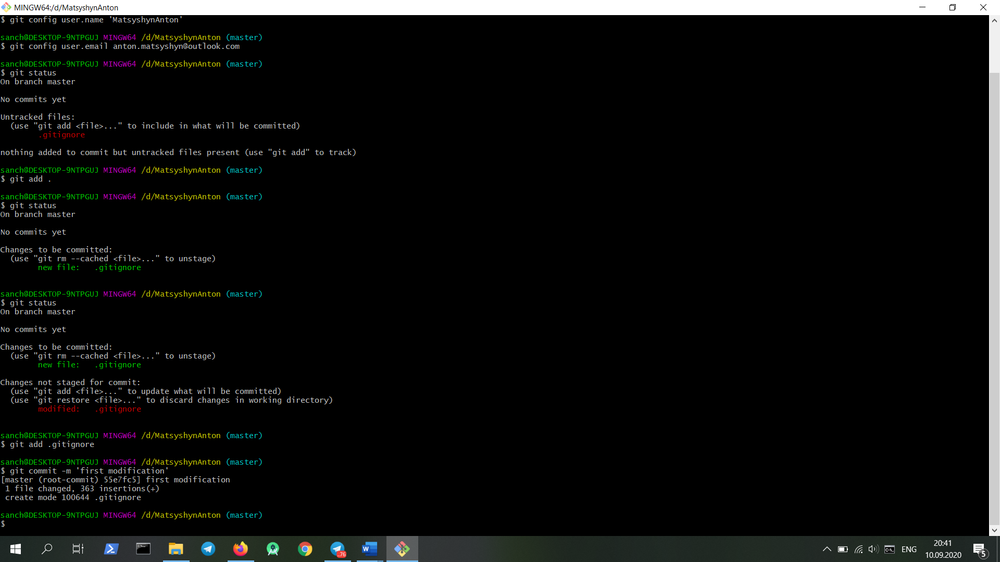 MINGW64:/d/MatsyshynAnton
$ git config user.name 'MatsyshynAnton'
sanch@DESKTOP-9NTPGUJ MINGW64 /d/MatsyshynAnton (master)
$ git config user.email anton.matsyshyn@outlook.com
sanch@DESKTOP-9NTPGUJ MINGW64 /d/MatsyshynAnton (master)
$ git status
On branch master
No commits yet
Untracked files:
  (use "git add <file>..." to include in what will be committed)
        .gitignore
nothing added to commit but untracked files present (use "git add" to track)
sanch@DESKTOP-9NTPGUJ MINGW64 /d/MatsyshynAnton (master)
$ git add .
sanch@DESKTOP-9NTPGUJ MINGW64 /d/MatsyshynAnton (master)
$ git status
On branch master
No commits yet
Changes to be committed:
  (use "git rm --cached <file>..." to unstage)
        new file:   .gitignore
sanch@DESKTOP-9NTPGUJ MINGW64 /d/MatsyshynAnton (master)
$ git status
On branch master
No commits yet
Changes to be committed:
  (use "git rm --cached <file>..." to unstage)
        new file:   .gitignore
Changes not staged for commit:
  (use "git add <file>..." to update what will be committed)
  (use "git restore <file>..." to discard changes in working directory)
        modified:   .gitignore
sanch@DESKTOP-9NTPGUJ MINGW64 /d/MatsyshynAnton (master)
$ git add .gitignore
sanch@DESKTOP-9NTPGUJ MINGW64 /d/MatsyshynAnton (master)
$ git commit -m 'first modification'
[master (root-commit) 55e7fc5] first modification
 1 file changed, 363 insertions(+)
 create mode 100644 .gitignore
sanch@DESKTOP-9NTPGUJ MINGW64 /d/MatsyshynAnton (master)
$
..76
W
ENG
20:41
10.09.2020
5